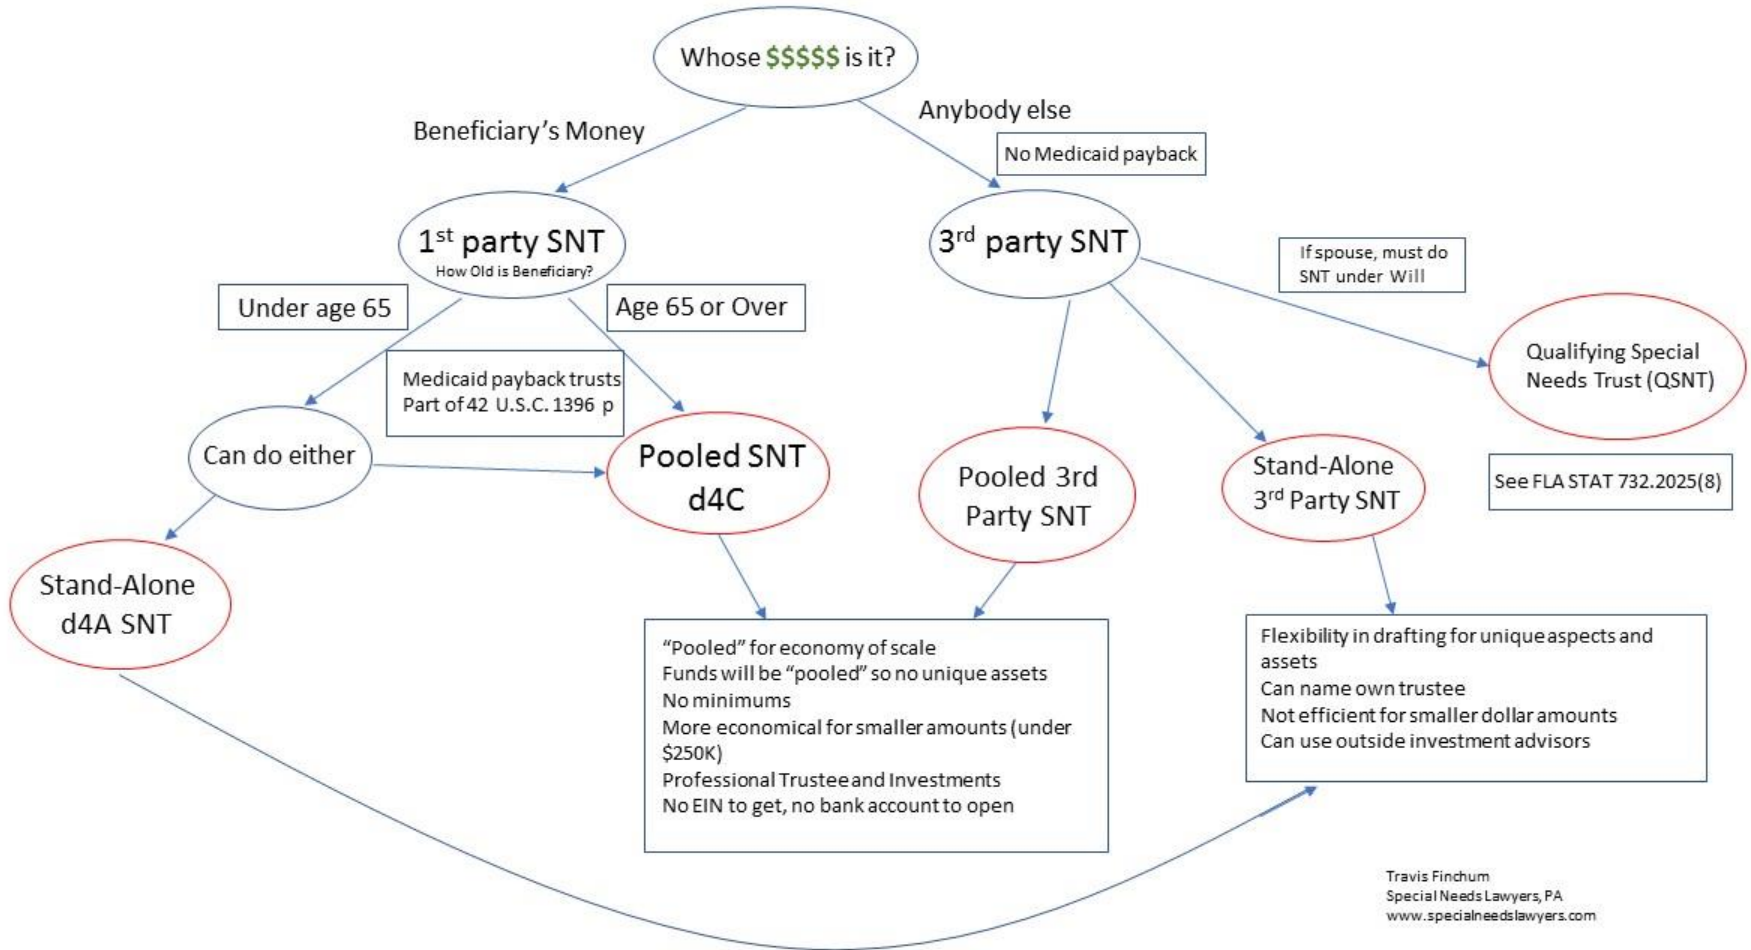 Whose $$$$$ is it?
Anybody else
Beneficiary's Money
No Medicaid payback
1st party SNT
How Old is Beneficiary?
3rd party SNT
If spouse, must do
SNT under Will
Under age 65
Age 65 or Over
Medicaid payback trusts
Part of 42 U.S.C. 1396 p
Qualifying Special
Needs Trust (QSNT)
Can do either
Pooled SNT
d4C
Pooled 3rd
Party SNT
Stand-Alone
3rd Party SNT
See FLA STAT 732.2025(8)
Stand-Alone
d4A SNT
“Pooled” for economy of scale
Funds will be “pooled” so no unique assets
No minimums
More economical for smaller amounts (under
$250K)
Professional Trustee and Investments
No EIN to get, no bank account to open
Flexibility in drafting for unique aspects and
assets
Can name own trustee
Not efficient for smaller dollar amounts
Can use outside investment advisors
Travis Finchum
Special Needs Lawyers, PA
www.specialneedslawyers.com